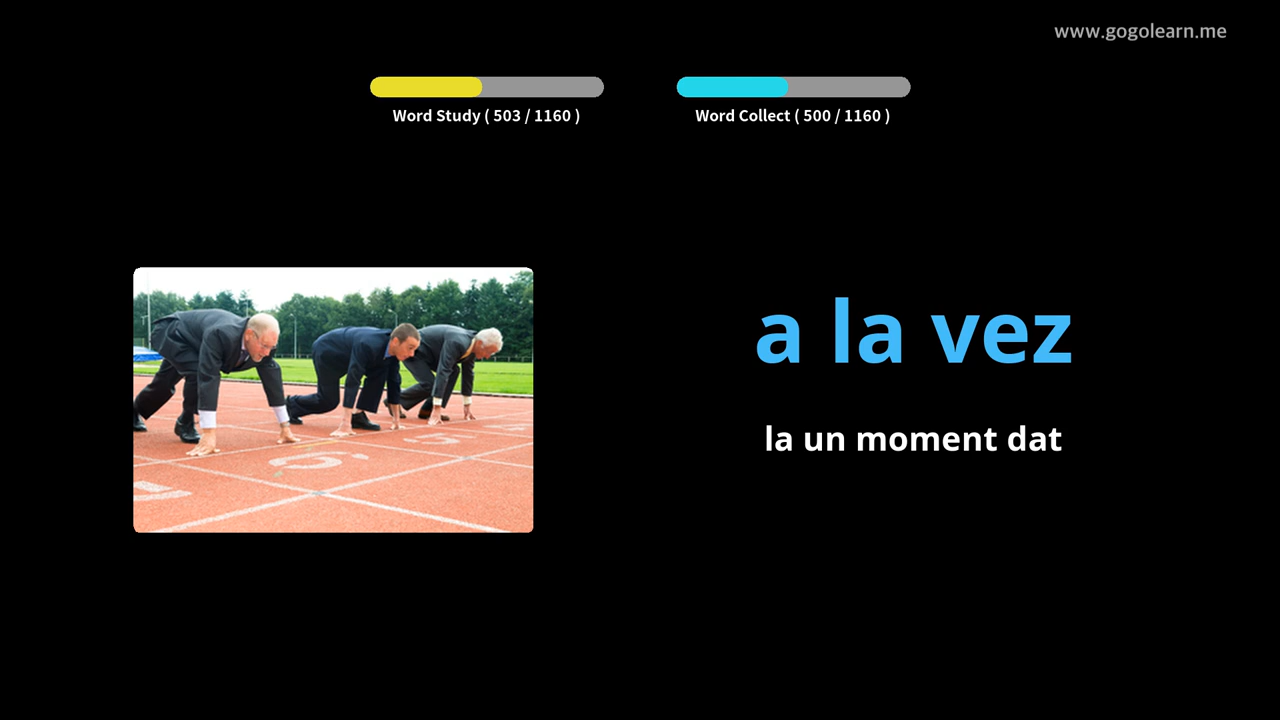 www.gogolearn.me
Word Study ( 503 / 1160 )
Word Collect ( 500 / 1160 )
a la vez
la un moment dat